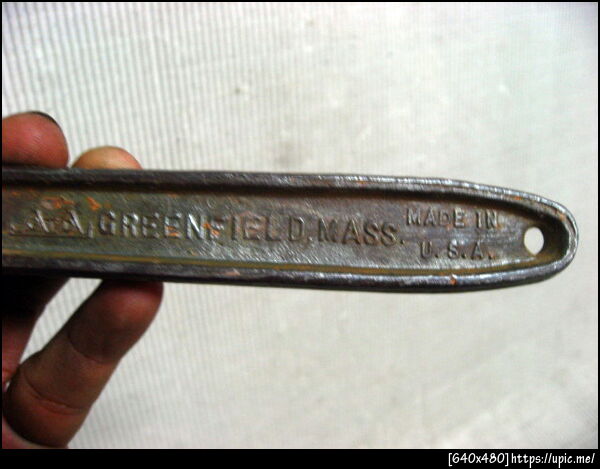 GREENFIELD, MASS.
MADE IN
U.S.A.
[640x480]https://upic.me/